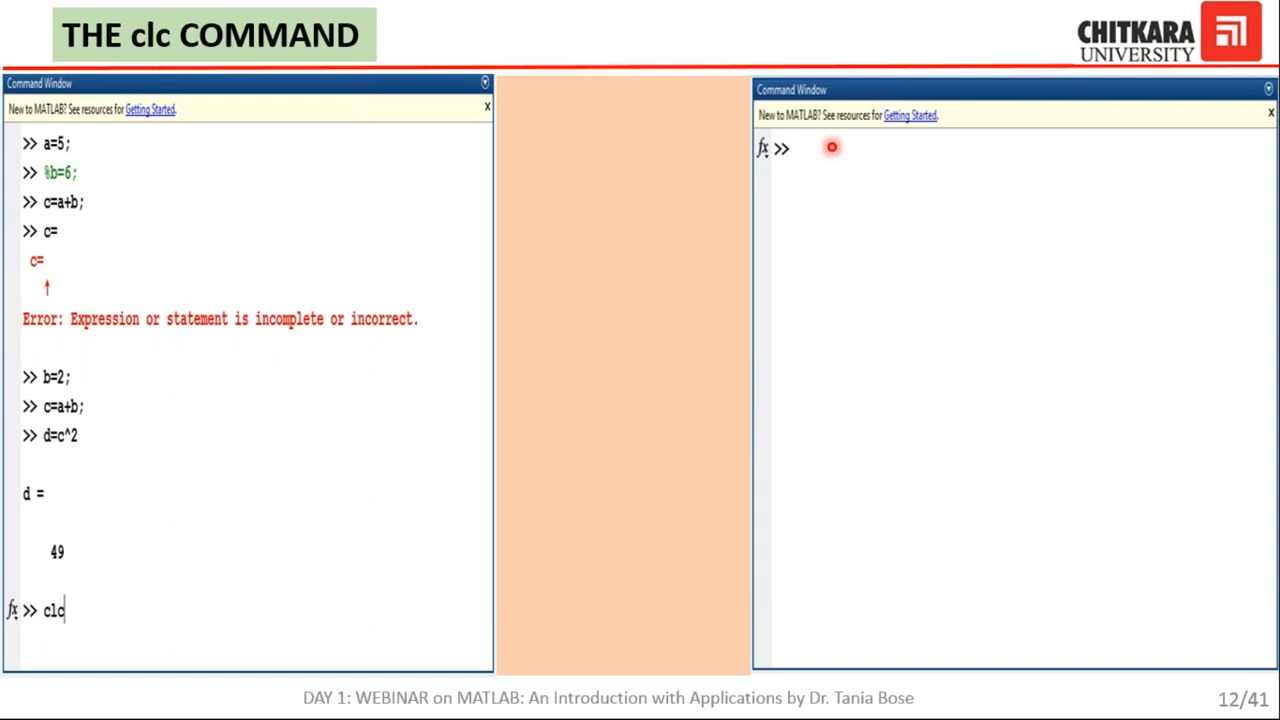 THE clc COMMAND
CHITKARA
UNIVERSITY
Command Window
New to MATLAB? See resources for Getting Started.
x
>> a=5;
>> %b=6;
>> c=a+b;
>> c=
c=
↑
Error: Expression or statement is incomplete or incorrect.
>> b=2;
>> c=a+b;
>> d=c^2
d =
49
fx >> clc
Command Window
New to MATLAB? See resources for Getting Started.
x
fx >>
DAY 1: WEBINAR on MATLAB: An Introduction with Applications by Dr. Tania Bose
12/41